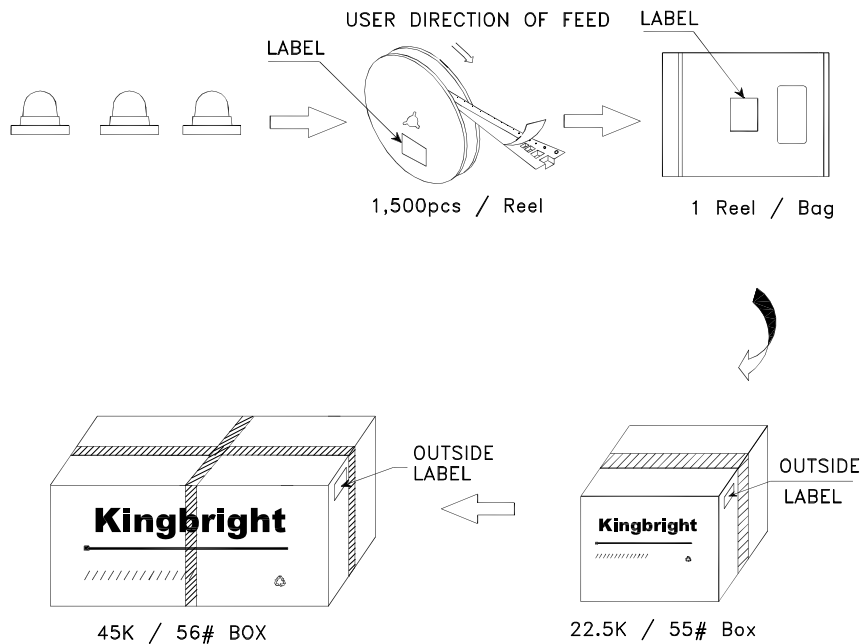 USER DIRECTION OF FEED
LABEL
LABEL
1,500pcs / Reel
1 Reel / Bag
OUTSIDE
LABEL
Kingbright
45K / 56# BOX
OUTSIDE
LABEL
Kingbright
22.5K / 55# Box